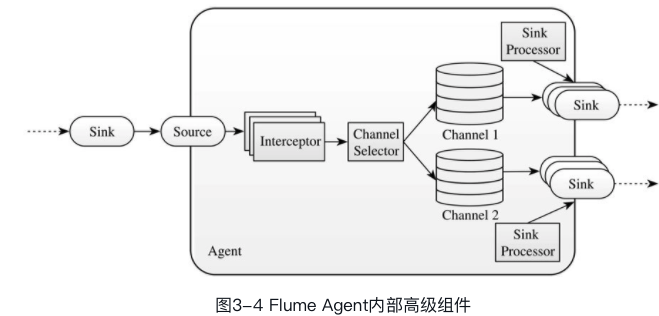 Sink
Processor
Sink
Sink
Source
Interceptor
Channel
Selector
Channel 1
Sink
Channel 2
Sink
Processor
Agent
图3-4 Flume Agent内部高级组件